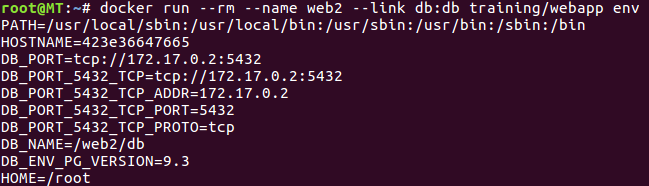 root@MT:~# docker run --rm --name web2 --link db:db training/webapp env
PATH=/usr/local/sbin:/usr/local/bin:/usr/sbin:/usr/bin:/sbin:/bin
HOSTNAME=423e36647665
DB_PORT=tcp://172.17.0.2:5432
DB_PORT_5432_TCP=tcp://172.17.0.2:5432
DB_PORT_5432_TCP_ADDR=172.17.0.2
DB_PORT_5432_TCP_PORT=5432
DB_PORT_5432_TCP_PROTO=tcp
DB_NAME=/web2/db
DB_ENV_PG_VERSION=9.3
HOME=/root